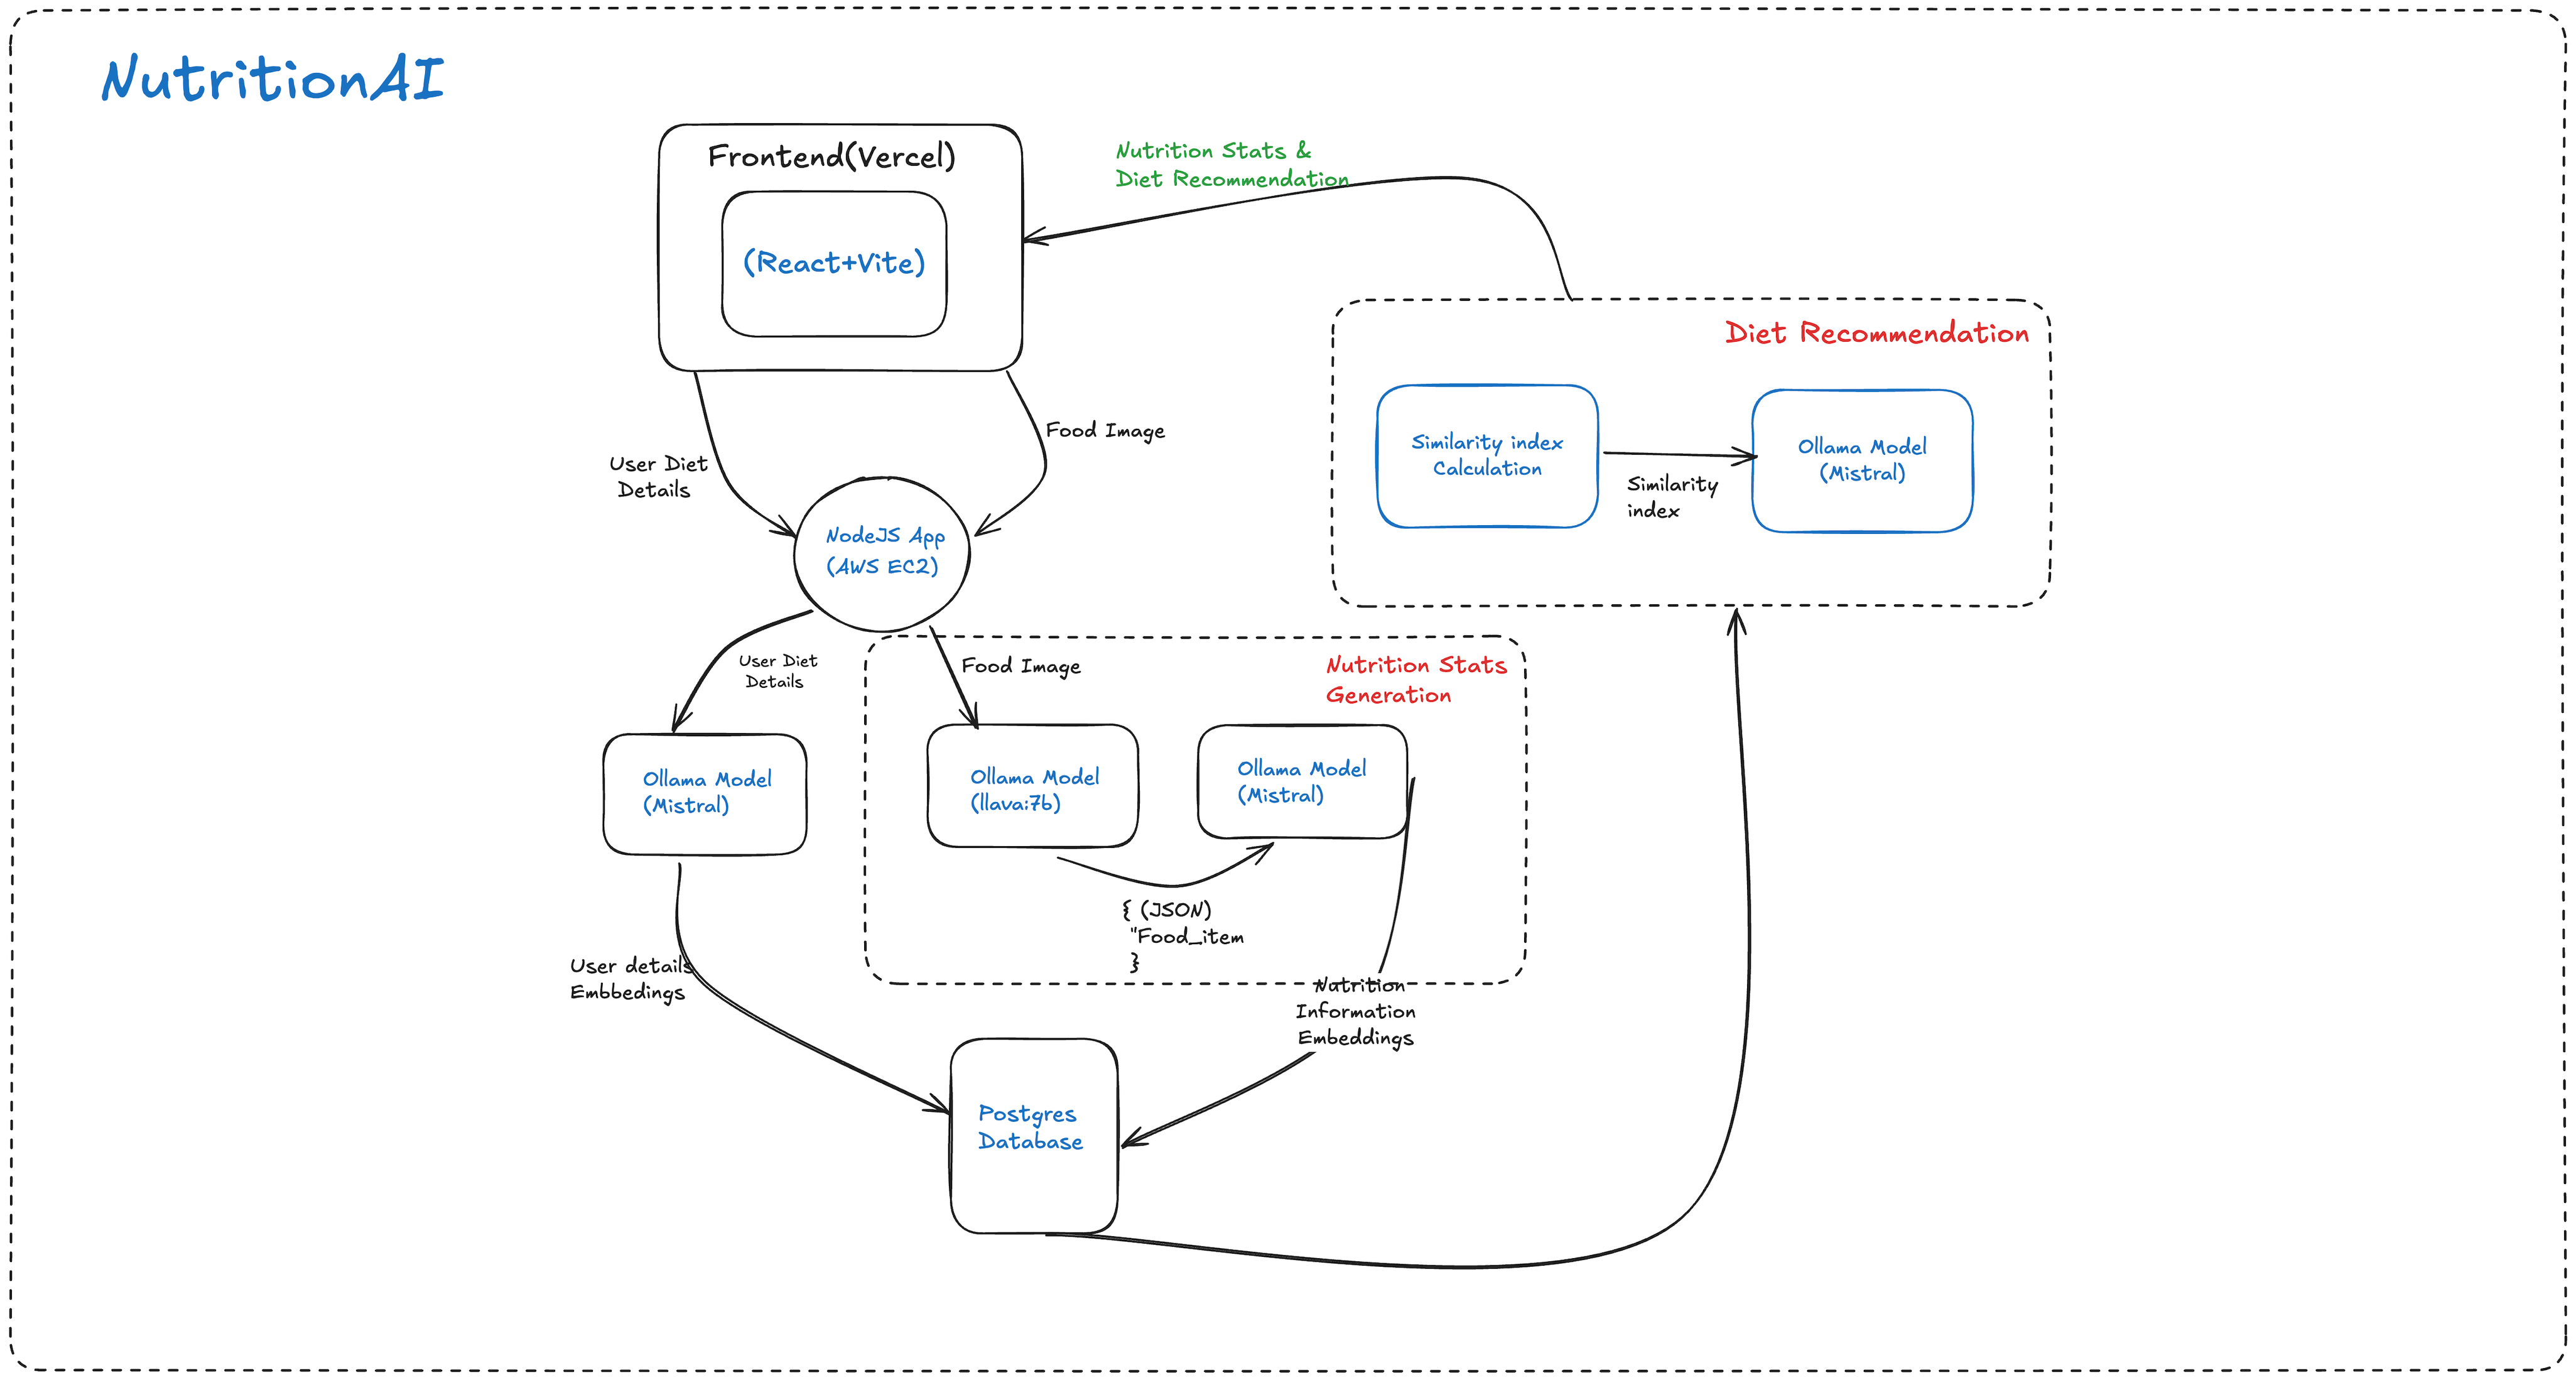 NutritionAI
Frontend(Vercel)
(React+Vite)
Nutrition Stats &
Diet Recommendation
Diet Recommendation
Similarity index
Calculation
Similarity
index
Ollama Model
(Mistral)
Food Image
User Diet
Details
NodeJS App
(AWS EC2)
User Diet
Details
Food Image
Nutrition Stats
Generation
Ollama Model
(Mistral)
Ollama Model
(llava:7b)
Ollama Model
(Mistral)
{ (JSON)
"Food_item
}
User details
Embbedings
Nutrition
Information
Embeddings
Postgres
Database